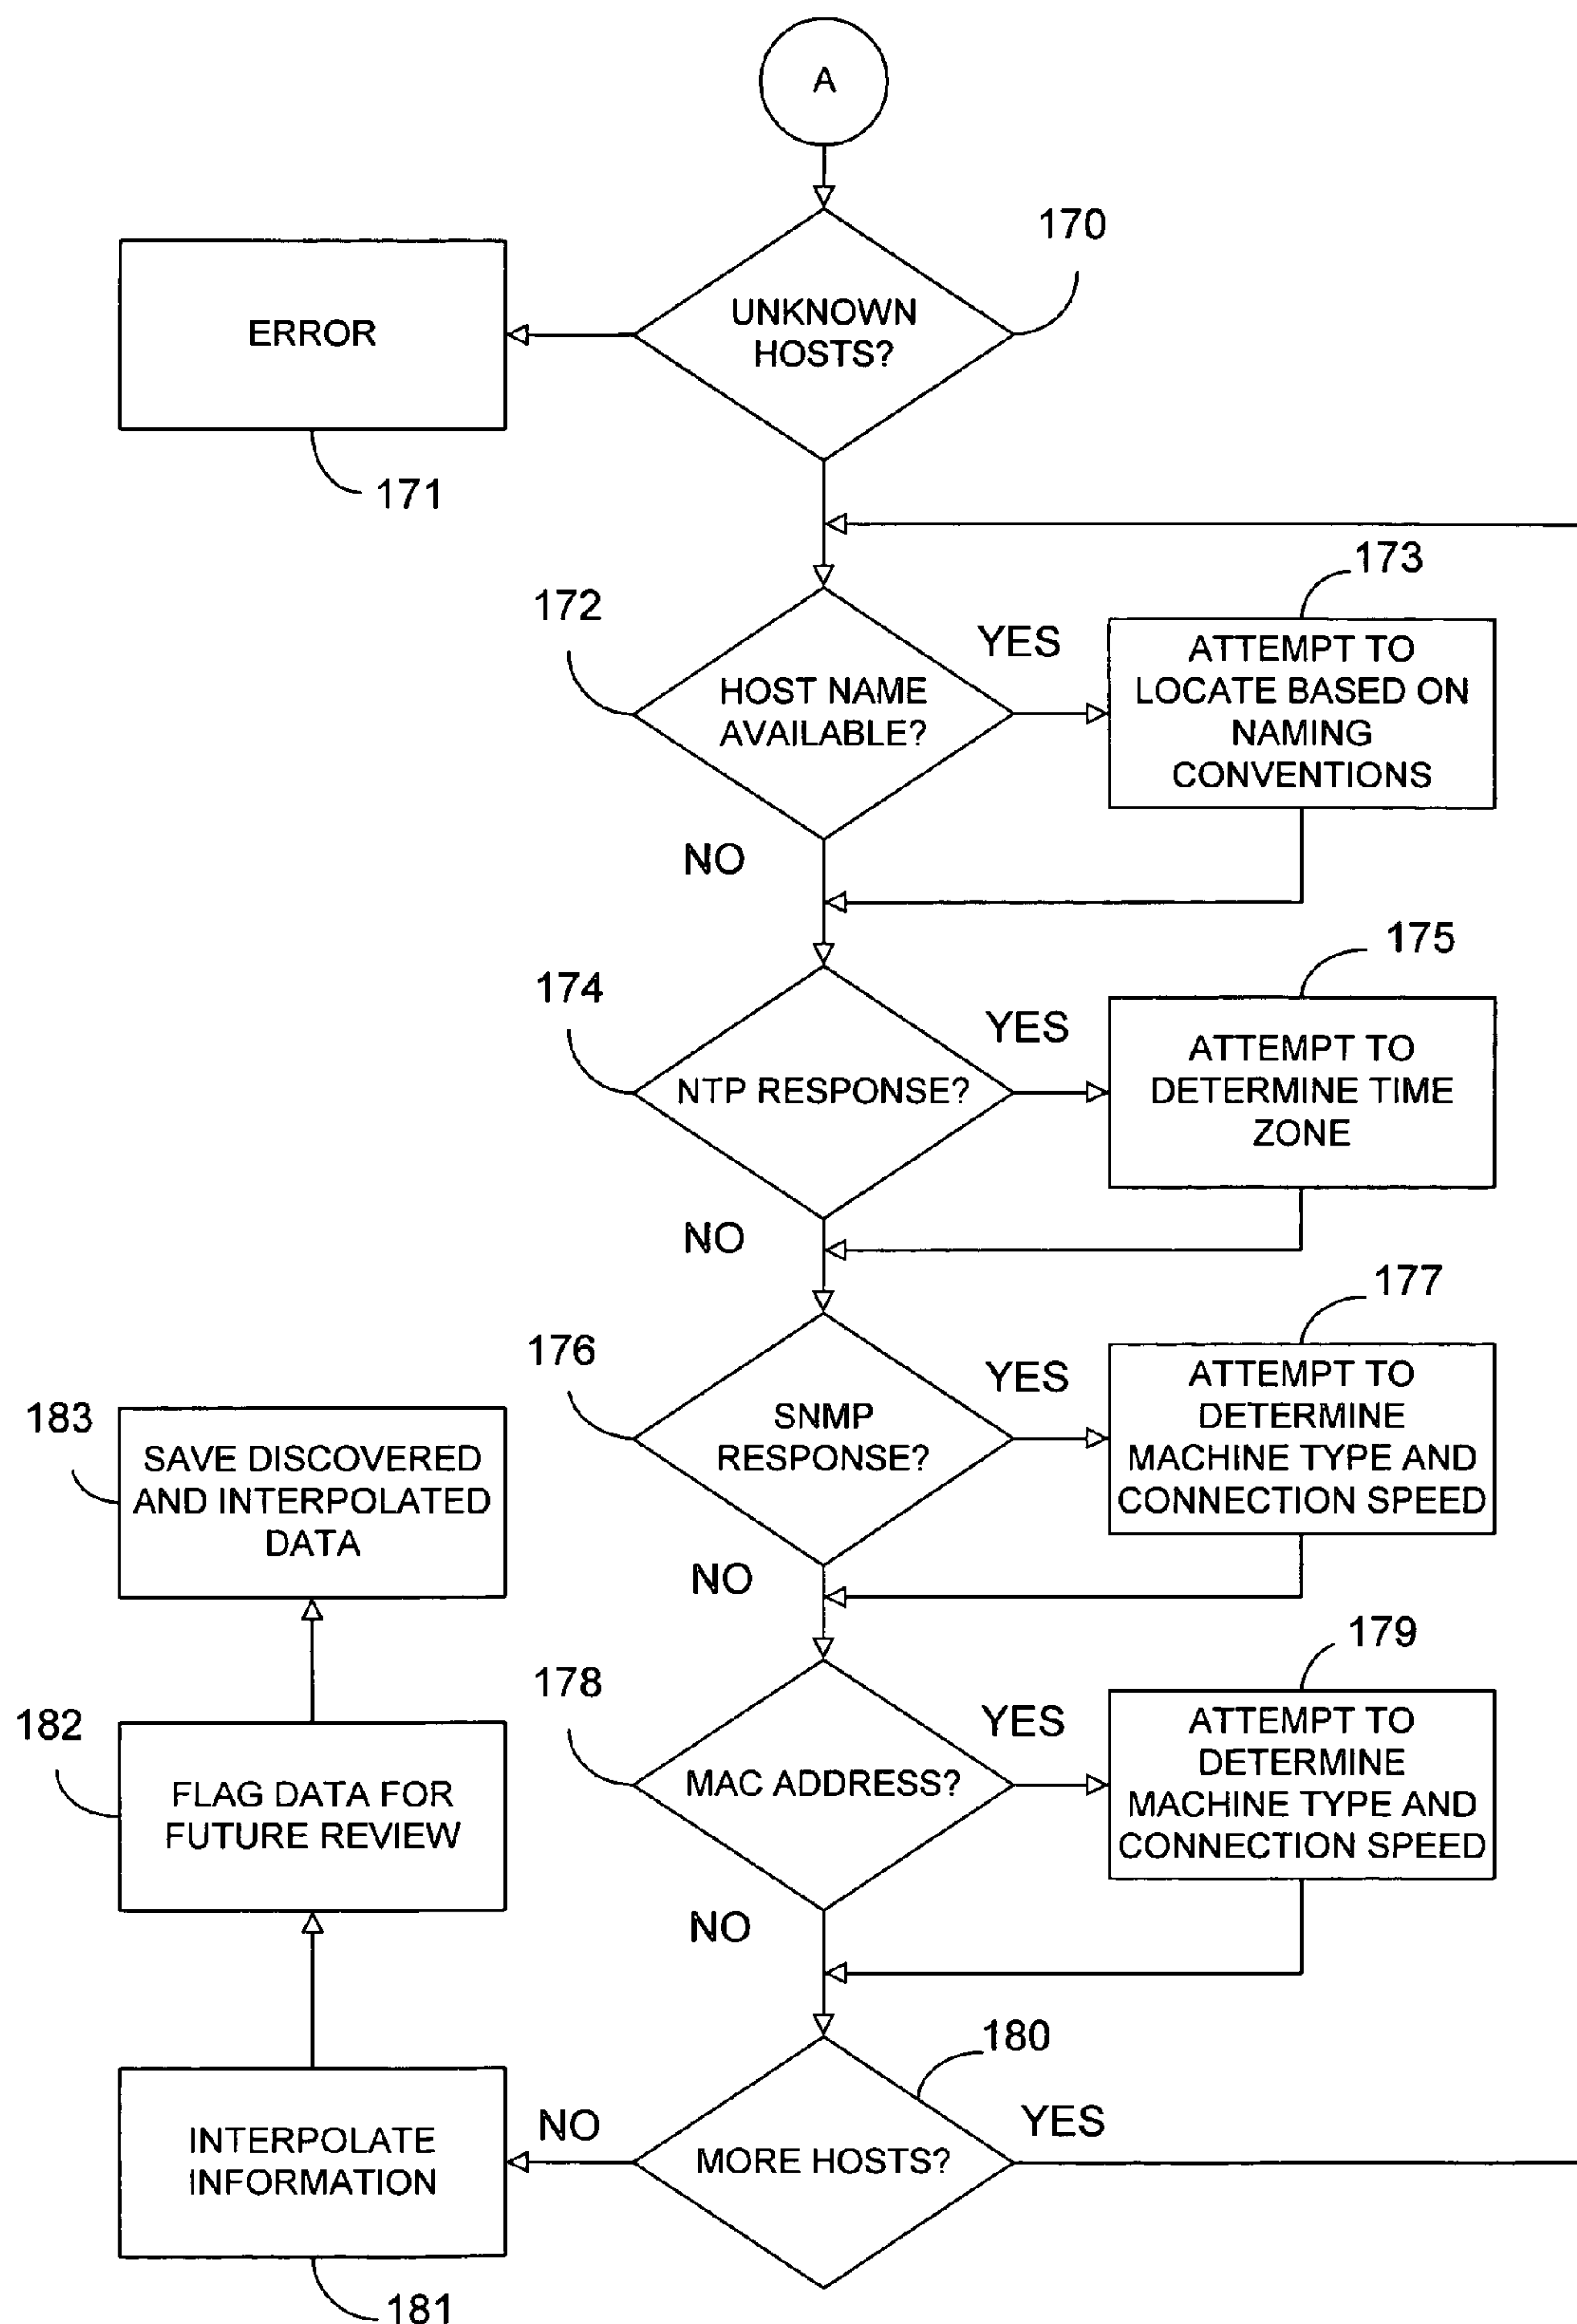 A
170
UNKNOWN
HOSTS?
ERROR
171
172
HOST NAME
AVAILABLE?
YES
173
ATTEMPT TO
LOCATE BASED ON
NAMING
CONVENTIONS
NO
174
NTP RESPONSE?
YES
175
ATTEMPT TO
DETERMINE TIME
ZONE
NO
176
SNMP
RESPONSE?
YES
177
ATTEMPT TO
DETERMINE
MACHINE TYPE AND
CONNECTION SPEED
NO
178
MAC ADDRESS?
YES
179
ATTEMPT TO
DETERMINE
MACHINE TYPE AND
CONNECTION SPEED
NO
180
MORE HOSTS?
YES
NO
INTERPOLATE
INFORMATION
181
182
FLAG DATA FOR
FUTURE REVIEW
183
SAVE DISCOVERED
AND INTERPOLATED
DATA